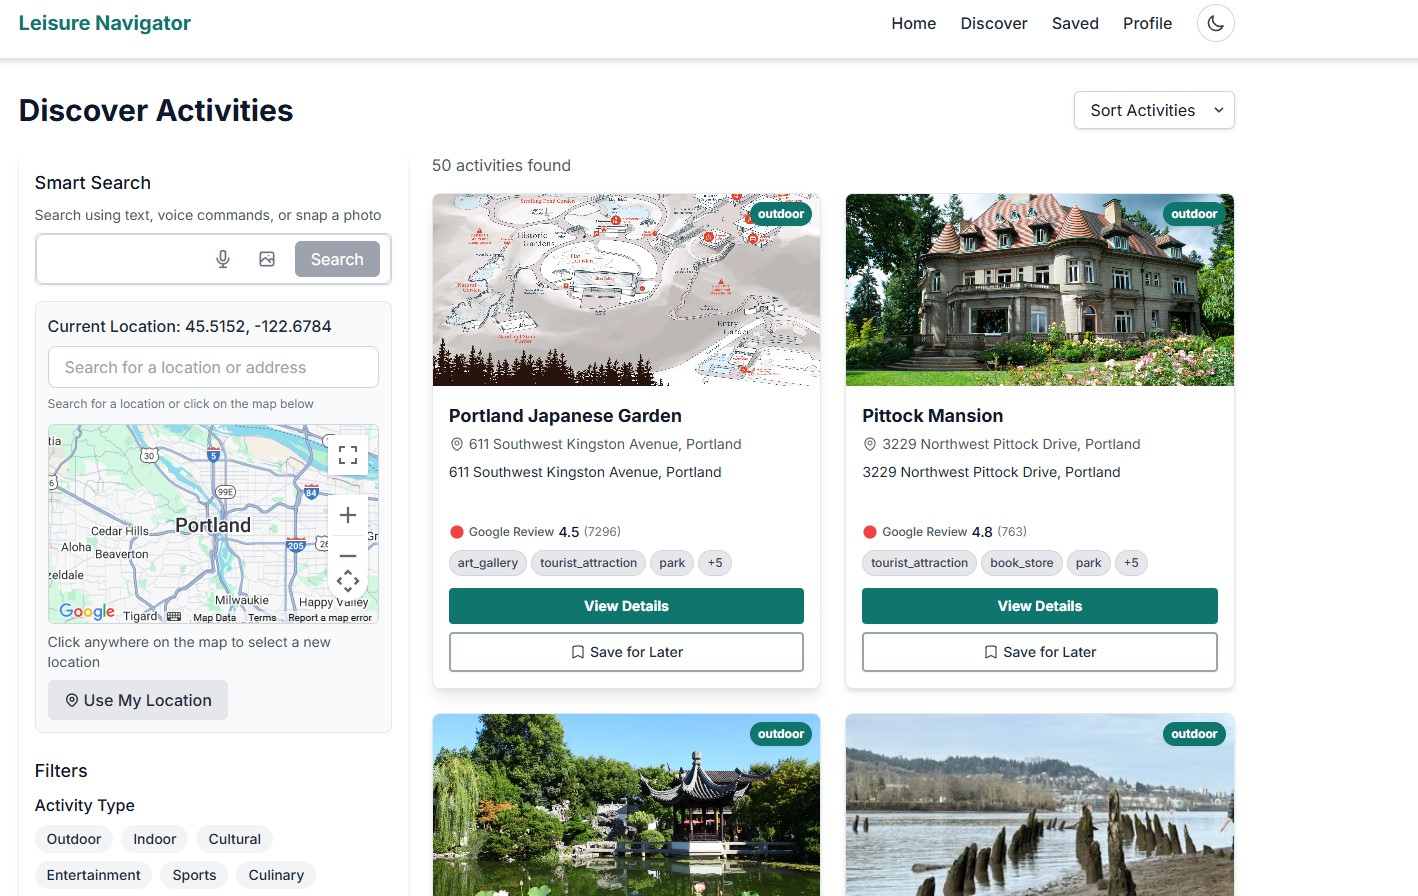 Leisure Navigator
Home Discover Saved Profile
Discover Activities
Sort Activities
Smart Search
Search using text, voice commands, or snap a photo
Search
Current Location: 45.5152, -122.6784
Search for a location or address
Search for a location or click on the map below
30
5
99E
84
Portland
Cedar Hills
Aloha
Beaverton
205
Milwaukie
Happy Valley
Google
Tigard
Map Data
Terms
Report a map error
Click anywhere on the map to select a new
location
Use My Location
Filters
Activity Type
Outdoor Indoor Cultural
Entertainment Sports Culinary
50 activities found
outdoor
Historic
Gardens
Entry
Portland Japanese Garden
611 Southwest Kingston Avenue, Portland
611 Southwest Kingston Avenue, Portland
Google Review 4.5 (7296)
art_gallery tourist_attraction park +5
View Details
Save for Later
outdoor
Pittock Mansion
3229 Northwest Pittock Drive, Portland
3229 Northwest Pittock Drive, Portland
Google Review 4.8 (763)
tourist_attraction book_store park +5
View Details
Save for Later
outdoor
outdoor